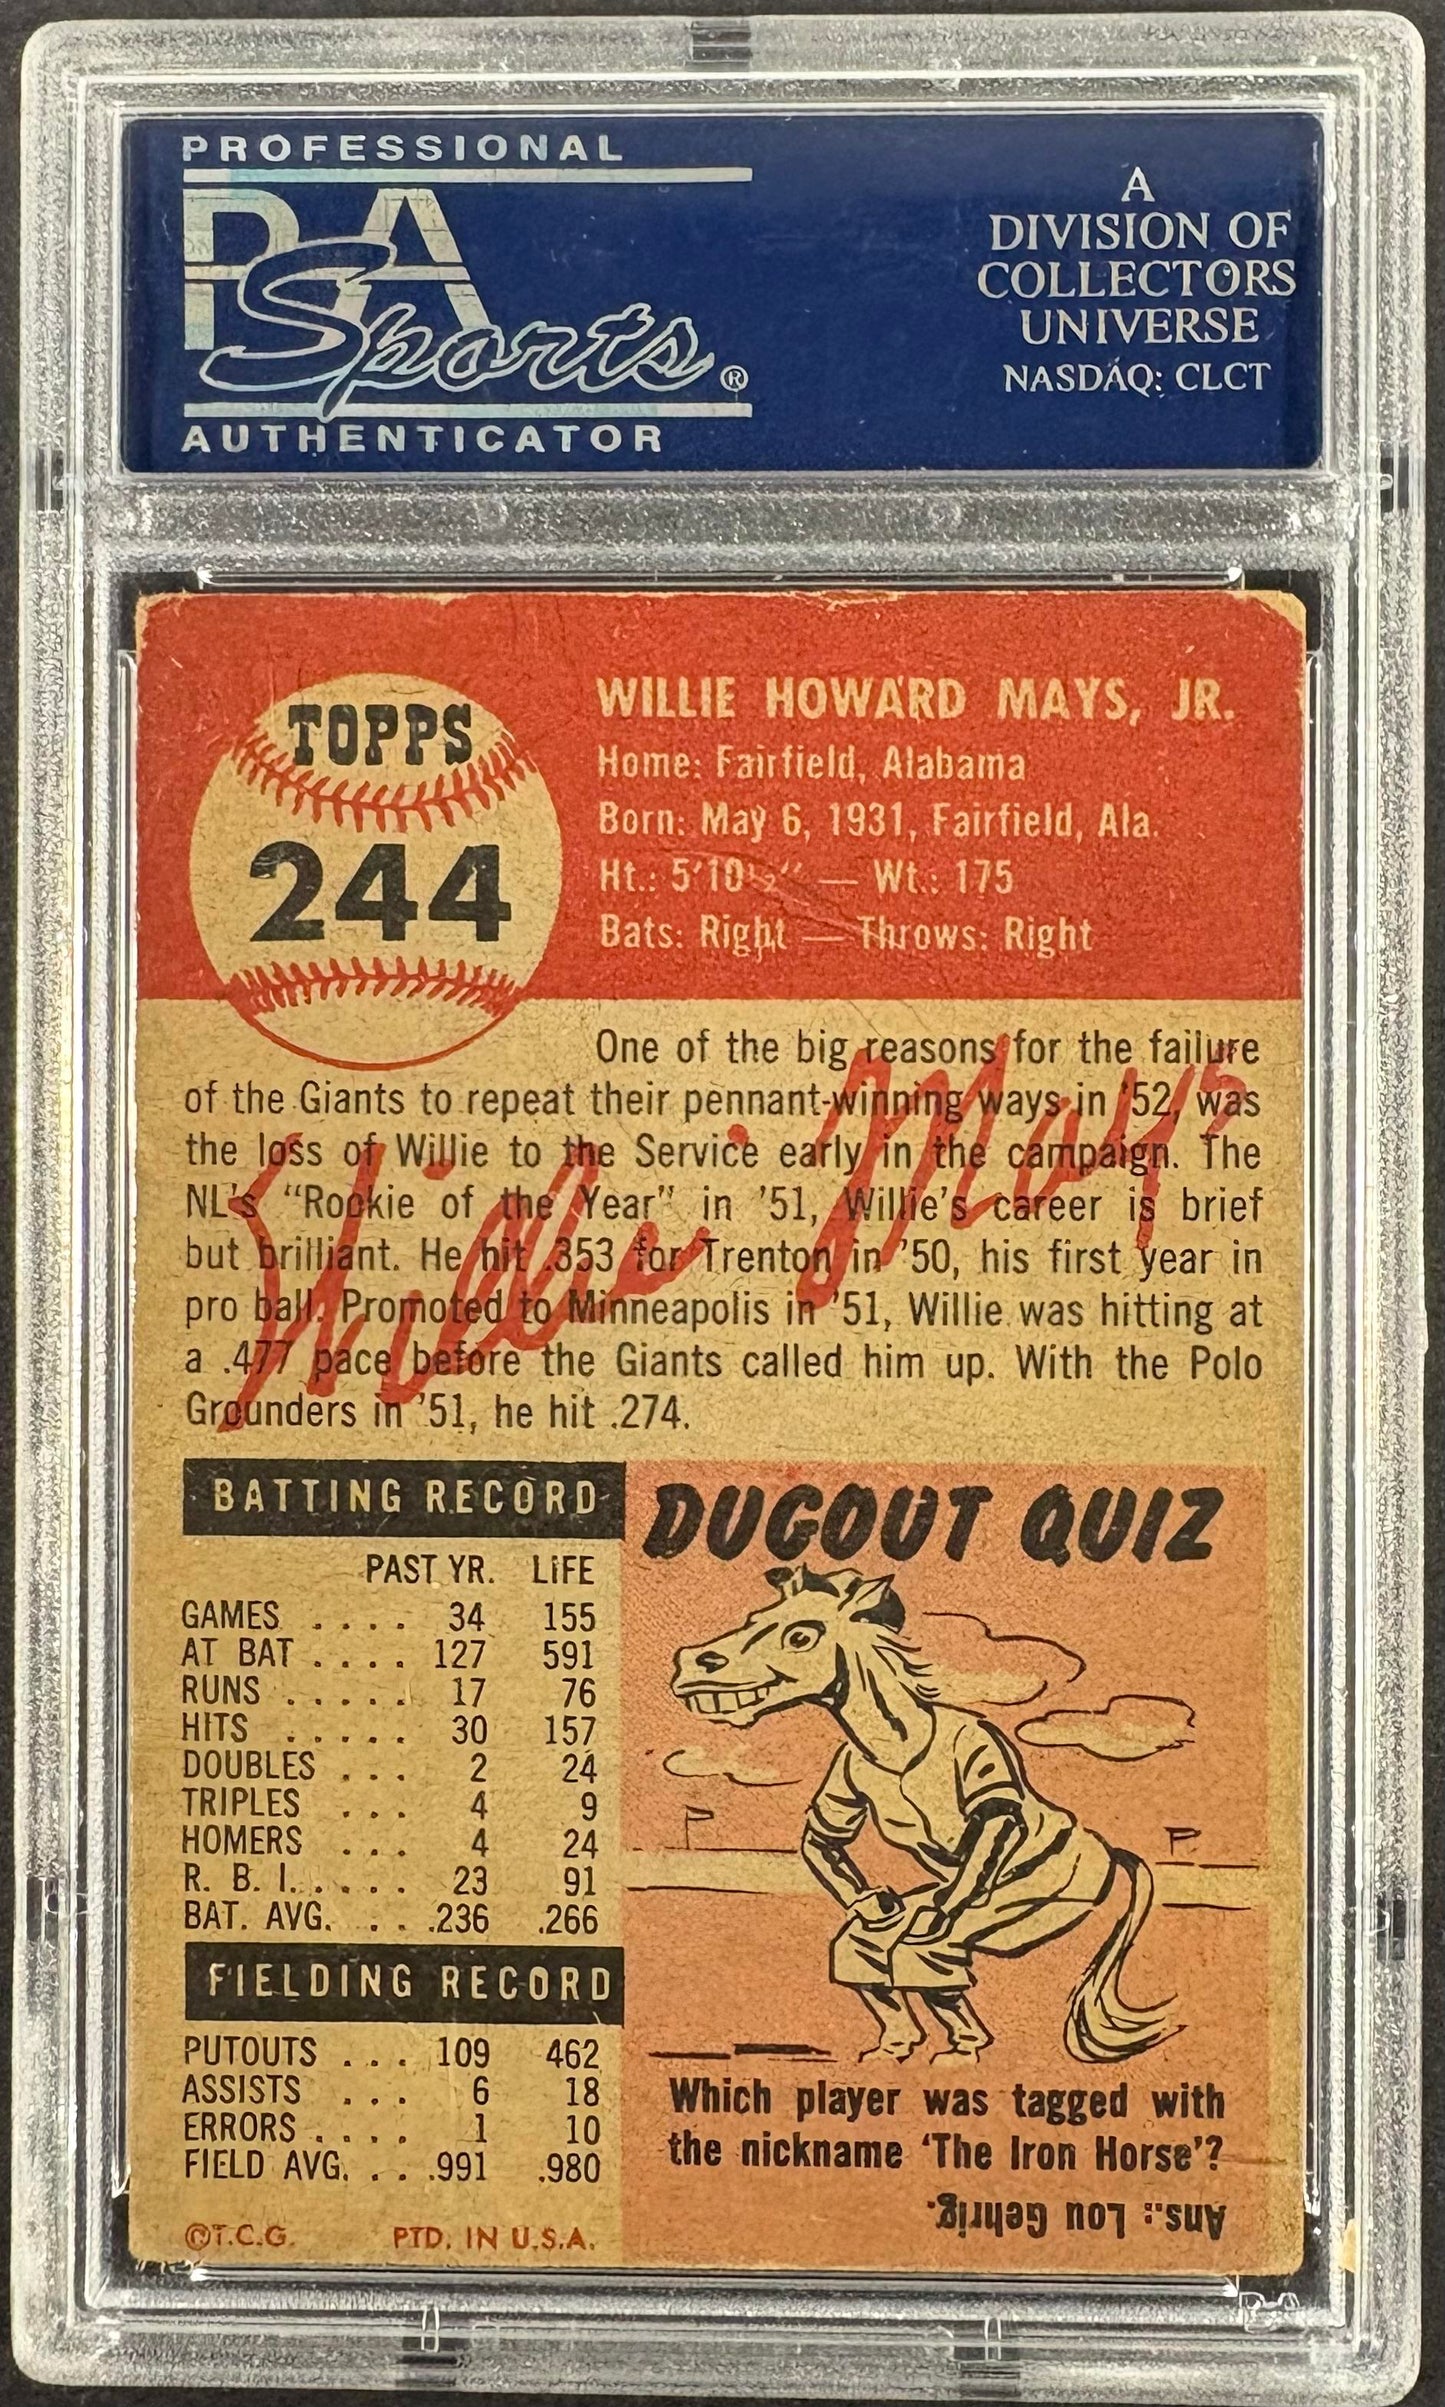 PROFESSIONAL
PSA
Sports®
AUTHENTICATOR
A
DIVISION OF
COLLECTORS
UNIVERSE
NASDAQ: CLCT
TOPPS
244
WILLIE HOWARD MAYS, JR.
Home: Fairfield, Alabama
Born: May 6, 1931, Fairfield, Ala.
Ht.: 5'10½" — Wt.: 175
Bats: Right — Throws: Right
One of the big reasons for the failure
of the Giants to repeat their pennant-winning ways in '52, was
the loss of Willie to the Service early in the campaign. The
NL's "Rookie of the Year" in '51, Willie's career is brief
but brilliant. He hit .353 for Trenton in '50, his first year in
pro ball. Promoted to Minneapolis in '51, Willie was hitting at
a .477 pace before the Giants called him up. With the Polo
Grounders in '51, he hit .274.
Willie Mays
BATTING RECORD
PAST YR. LIFE
GAMES . . . . 34 155
AT BAT . . . . 127 591
RUNS . . . . . 17 76
HITS . . . . . 30 157
DOUBLES . . . 2 24
TRIPLES . . . 4 9
HOMERS . . . 4 24
R. B. I. . . . . 23 91
BAT. AVG. . . . .236 .266
FIELDING RECORD
PUTOUTS . . . 109 462
ASSISTS . . . 6 18
ERRORS . . . . 1 10
FIELD AVG. . . .991 .980
©T.C.G. PTD. IN U.S.A.
DUGOUT QUIZ
P
P
Which player was tagged with
the nickname 'The Iron Horse'?
Ans.: Lou Gehrig.